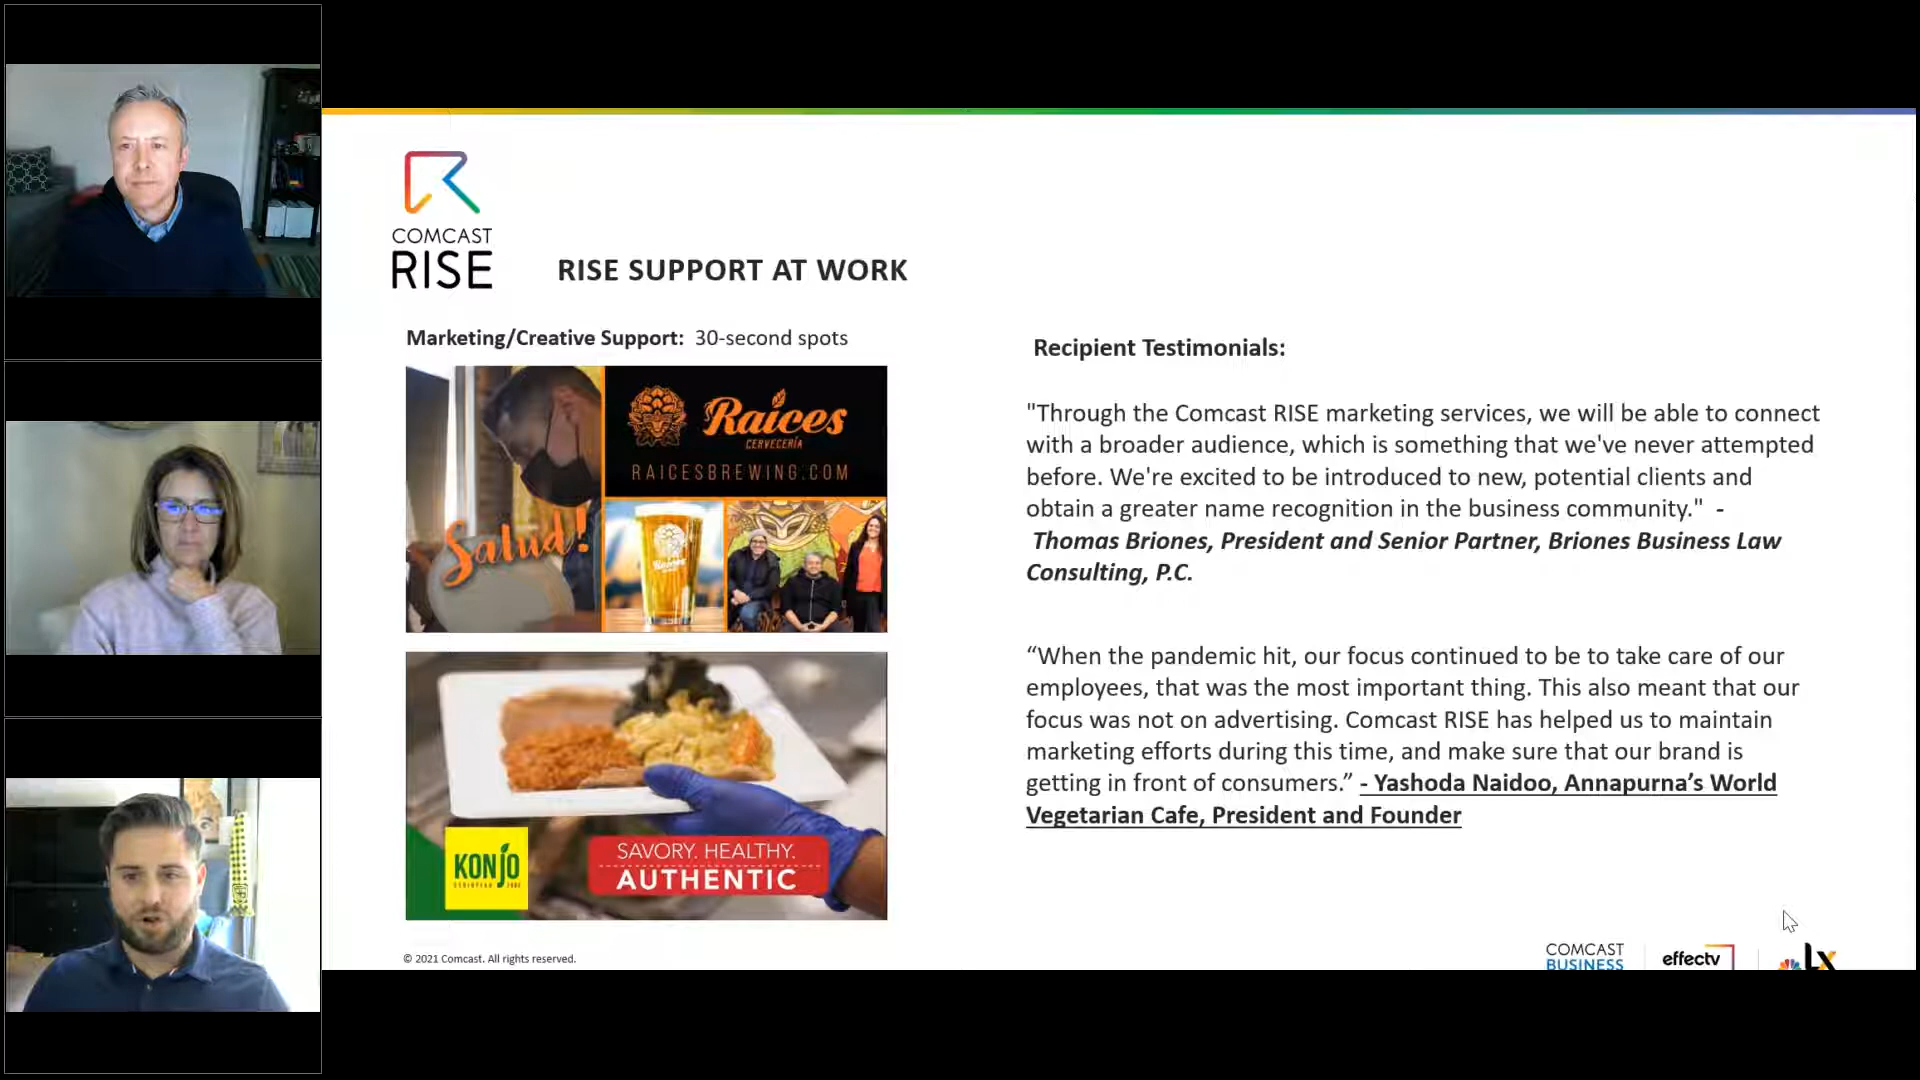 COMCAST
RISE
RISE SUPPORT AT WORK
Marketing/Creative Support: 30-second spots
Raíces
CERVECERÍA
RAICESBREWING.COM
Salud!
KONJO
SAVORY. HEALTHY.
AUTHENTIC
Recipient Testimonials:
"Through the Comcast RISE marketing services, we will be able to connect
with a broader audience, which is something that we've never attempted
before. We're excited to be introduced to new, potential clients and
obtain a greater name recognition in the business community." -
Thomas Briones, President and Senior Partner, Briones Business Law
Consulting, P.C.
“When the pandemic hit, our focus continued to be to take care of our
employees, that was the most important thing. This also meant that our
focus was not on advertising. Comcast RISE has helped us to maintain
marketing efforts during this time, and make sure that our brand is
getting in front of consumers.” - Yashoda Naidoo, Annapurna’s World
Vegetarian Cafe, President and Founder
© 2021 Comcast. All rights reserved.
COMCAST
BUSINESS
effectv
LX